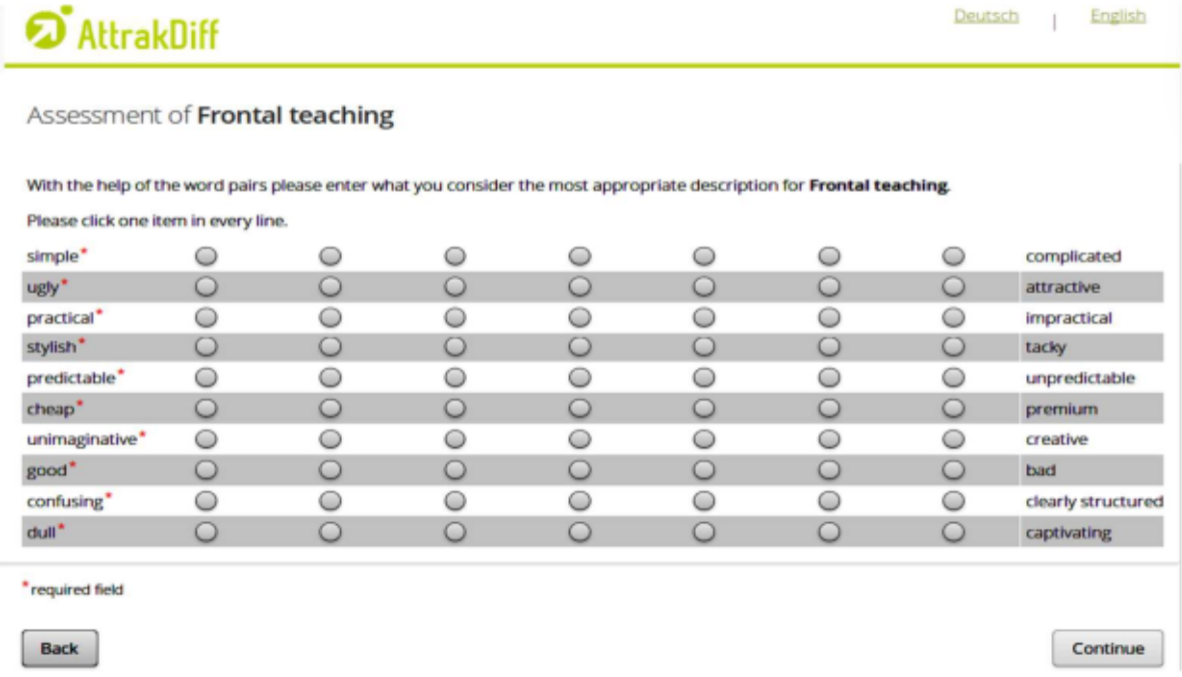 AttrakDiff
Deutsch | English
Assessment of Frontal teaching
With the help of the word pairs please enter what you consider the most appropriate description for Frontal teaching.
Please click one item in every line.
simple* complicated
ugly* attractive
practical* impractical
stylish* tacky
predictable* unpredictable
cheap* premium
unimaginative* creative
good* bad
confusing* clearly structured
dull* captivating
*required field
Back Continue